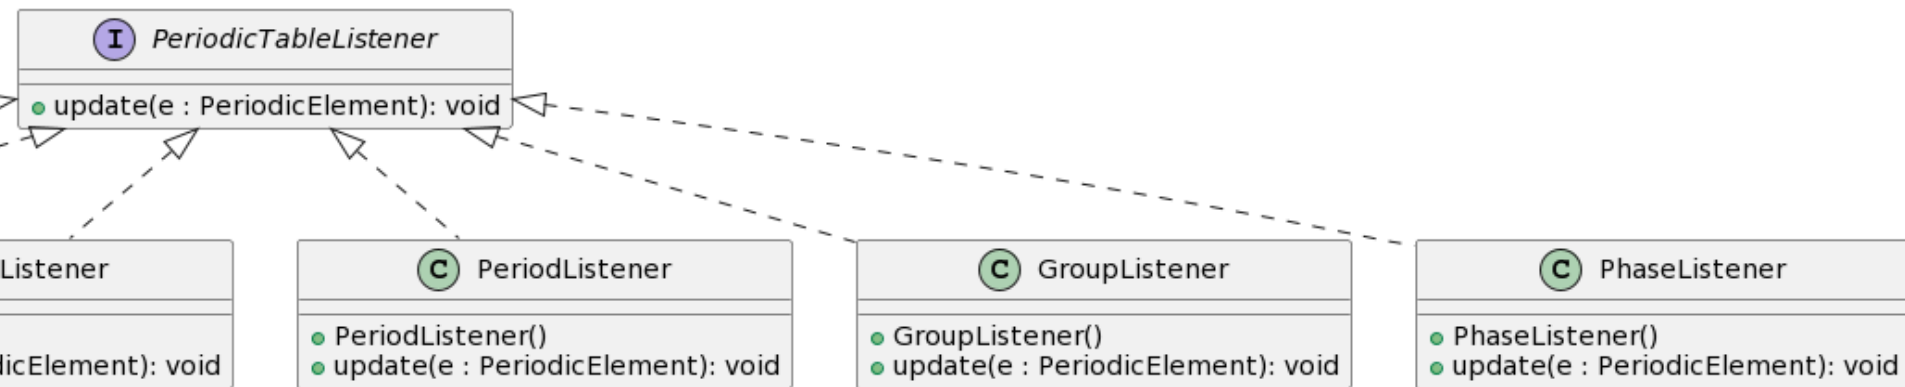 I PeriodicTableListener
update(e : PeriodicElement): void
Listener
C PeriodListener
C GroupListener
C PhaseListener
PeriodListener()
GroupListener()
PhaseListener()
dicElement): void
update(e : PeriodicElement): void
update(e : PeriodicElement): void
update(e : PeriodicElement): void